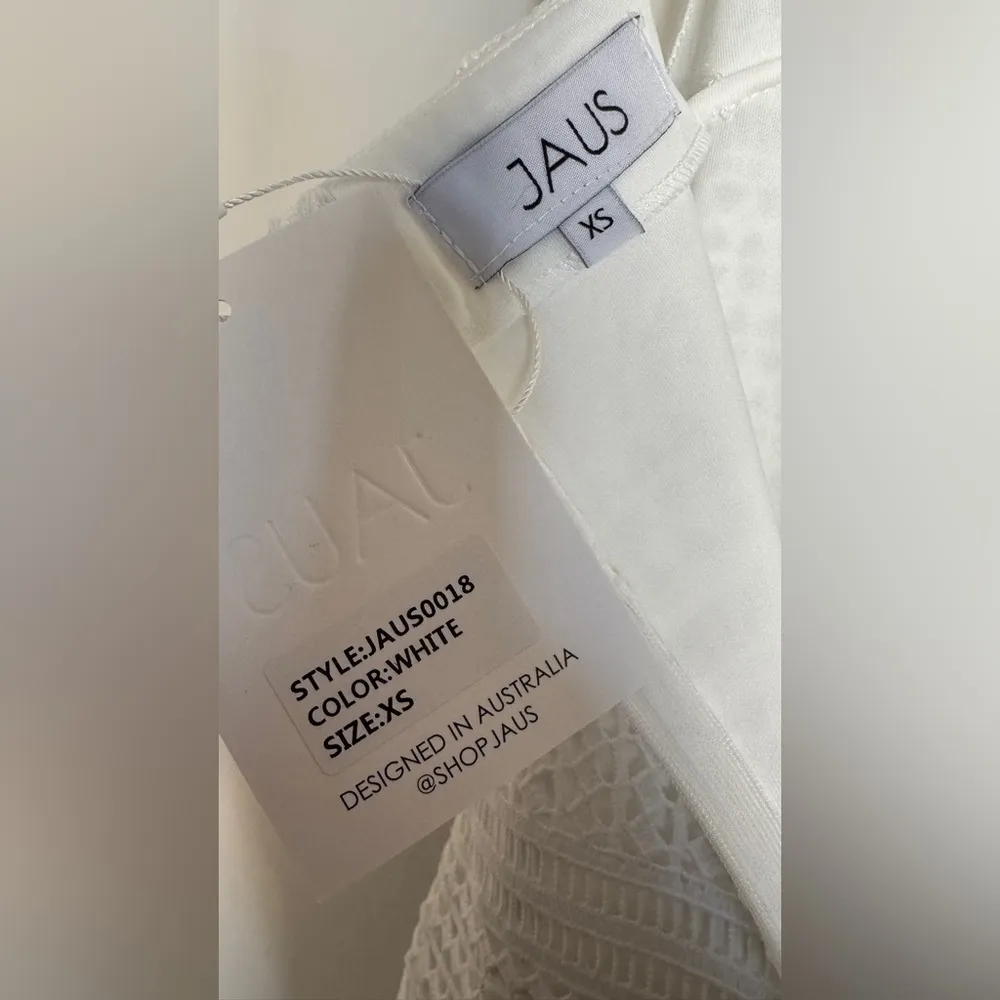 JAUS
XS
STYLE:JAUS0018
COLOR:WHITE
SIZE:XS
DESIGNED IN AUSTRALIA
@SHOPJAUS